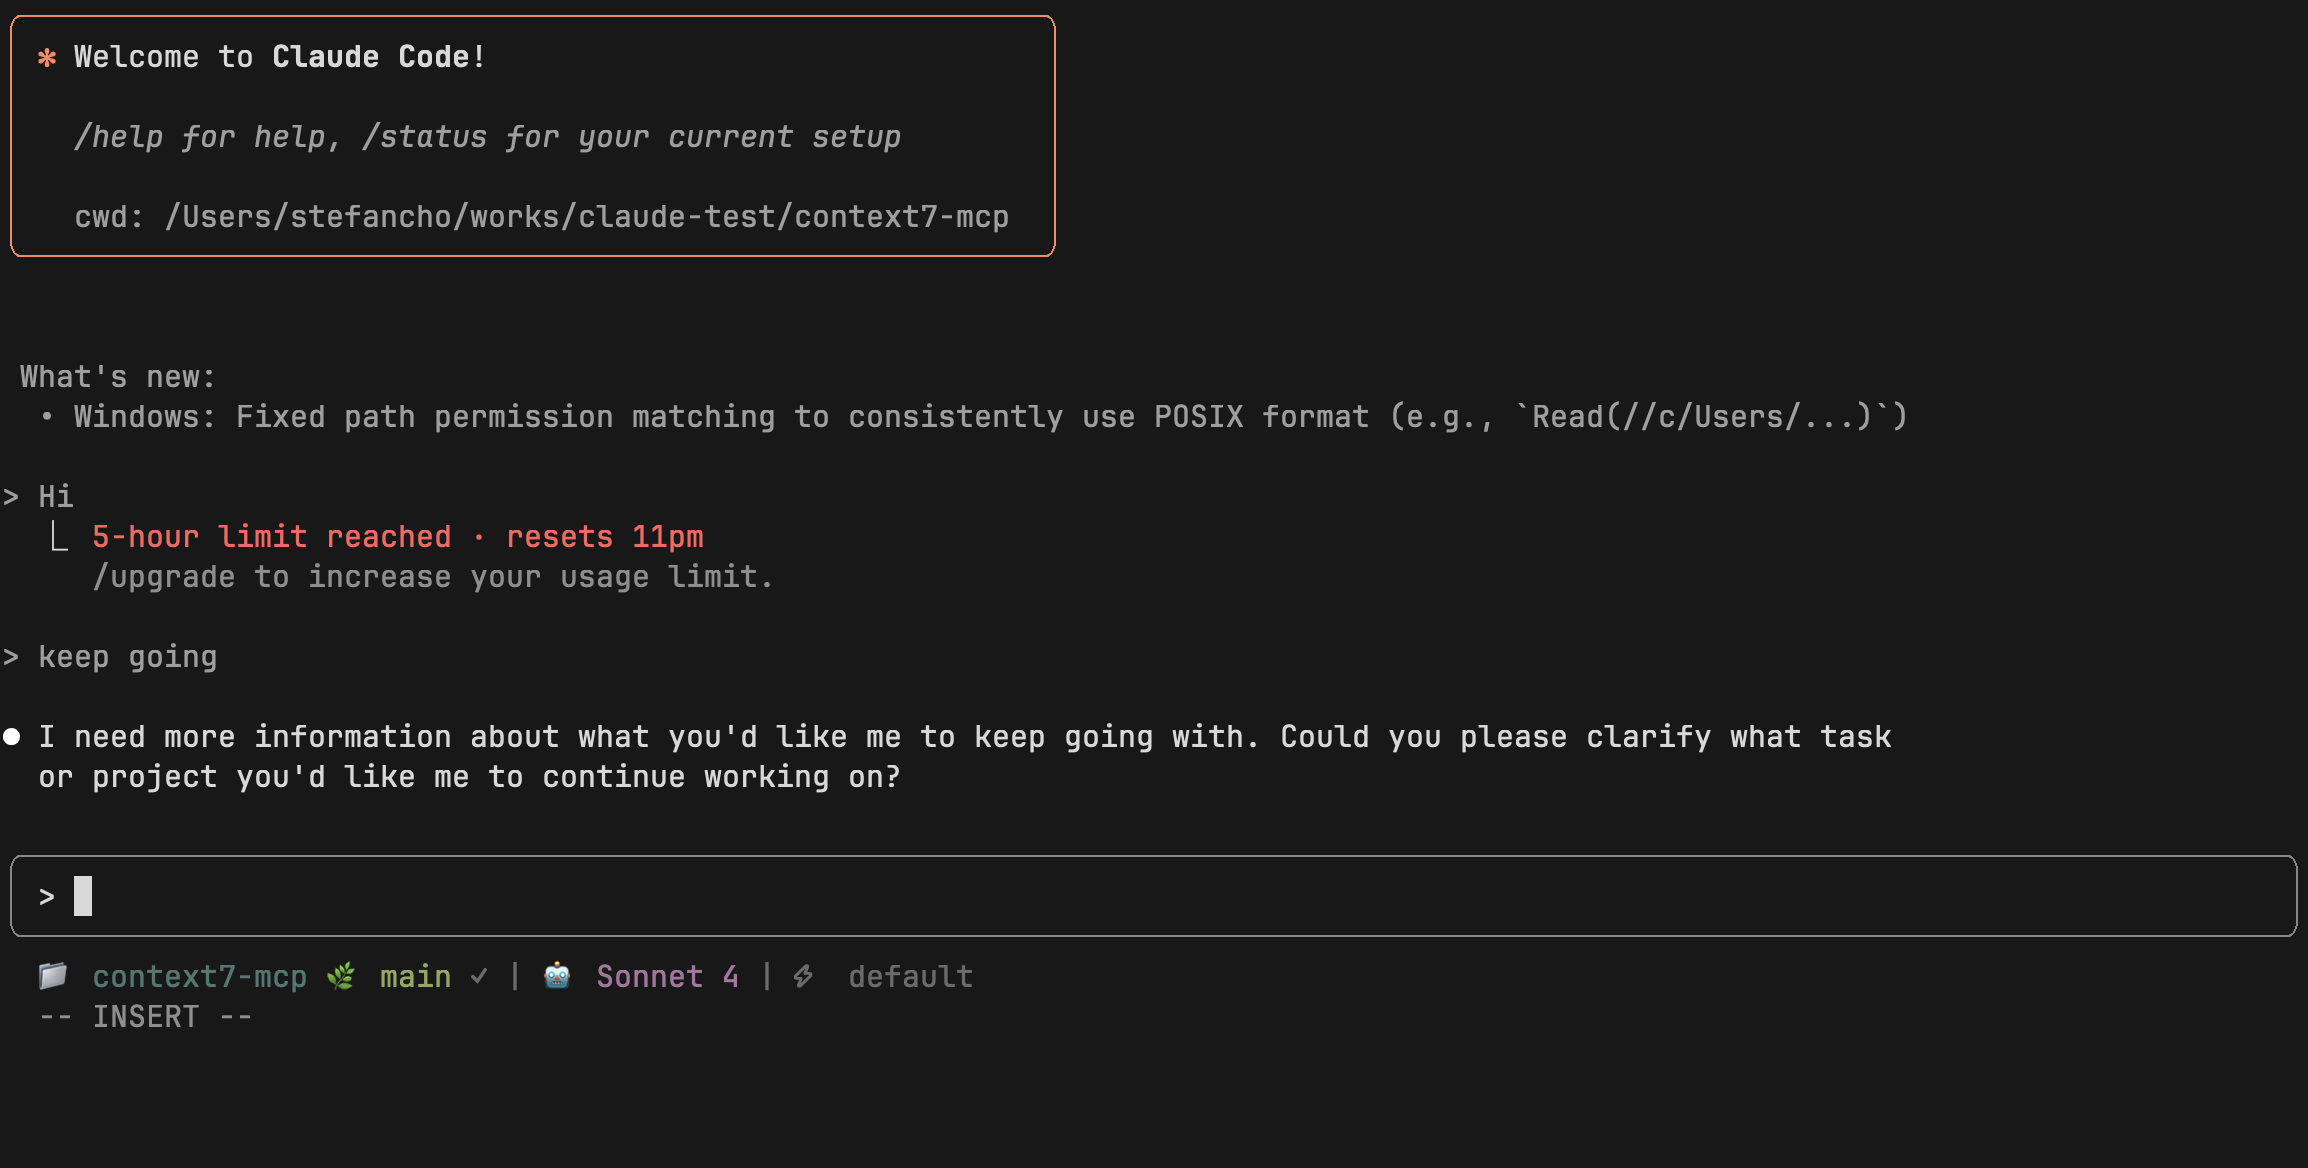 ✻ Welcome to Claude Code!
/help for help, /status for your current setup
cwd: /Users/stefancho/works/claude-test/context7-mcp
What's new:
• Windows: Fixed path permission matching to consistently use POSIX format (e.g., `Read(//c/Users/...)`)
> Hi
⎿ 5-hour limit reached ∙ resets 11pm
/upgrade to increase your usage limit.
> keep going
● I need more information about what you'd like me to keep going with. Could you please clarify what task
or project you'd like me to continue working on?
>
📁 context7-mcp 🌿 main ✓ | 🤖 Sonnet 4 | ⚡ default
-- INSERT --